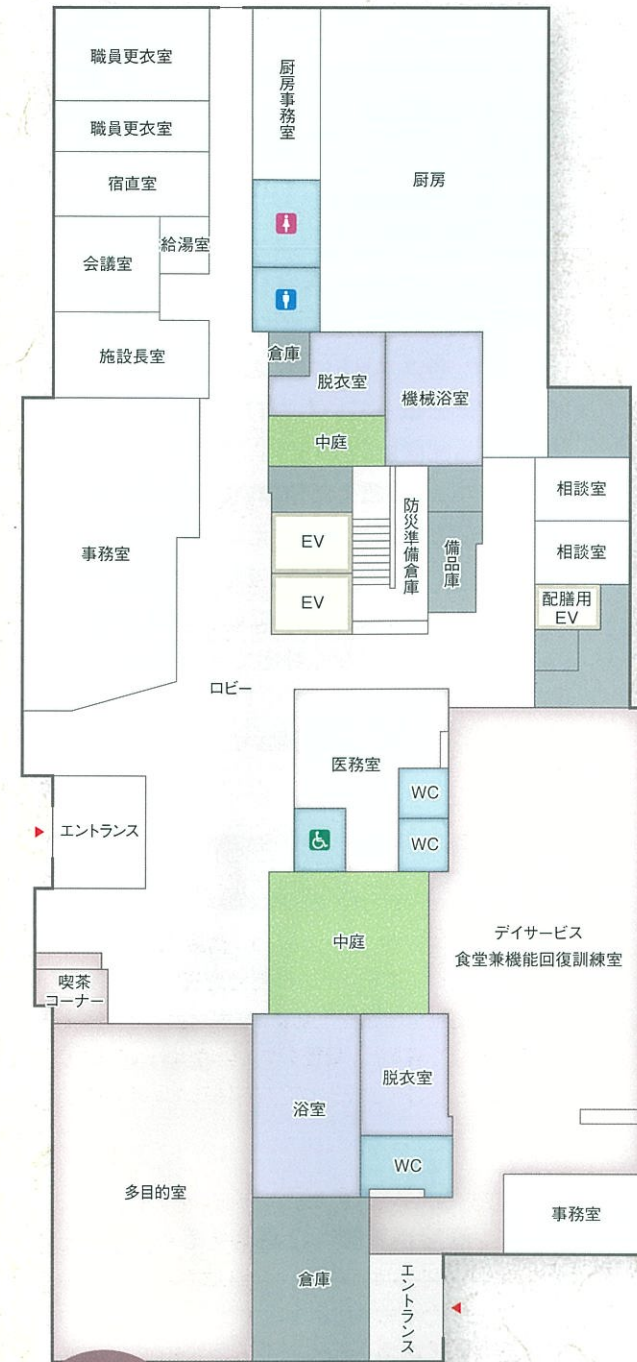 職員更衣室
厨房事務室
職員更衣室
厨房
宿直室
給湯室
会議室
施設長室
倉庫
脱衣室
機械浴室
中庭
相談室
防災準備倉庫
事務室
EV
備品庫
相談室
EV
配膳用
EV
ロビー
医務室
WC
エントランス
WC
デイサービス
食堂兼機能回復訓練室
中庭
喫茶
コーナー
脱衣室
浴室
WC
多目的室
事務室
倉庫
エントランス